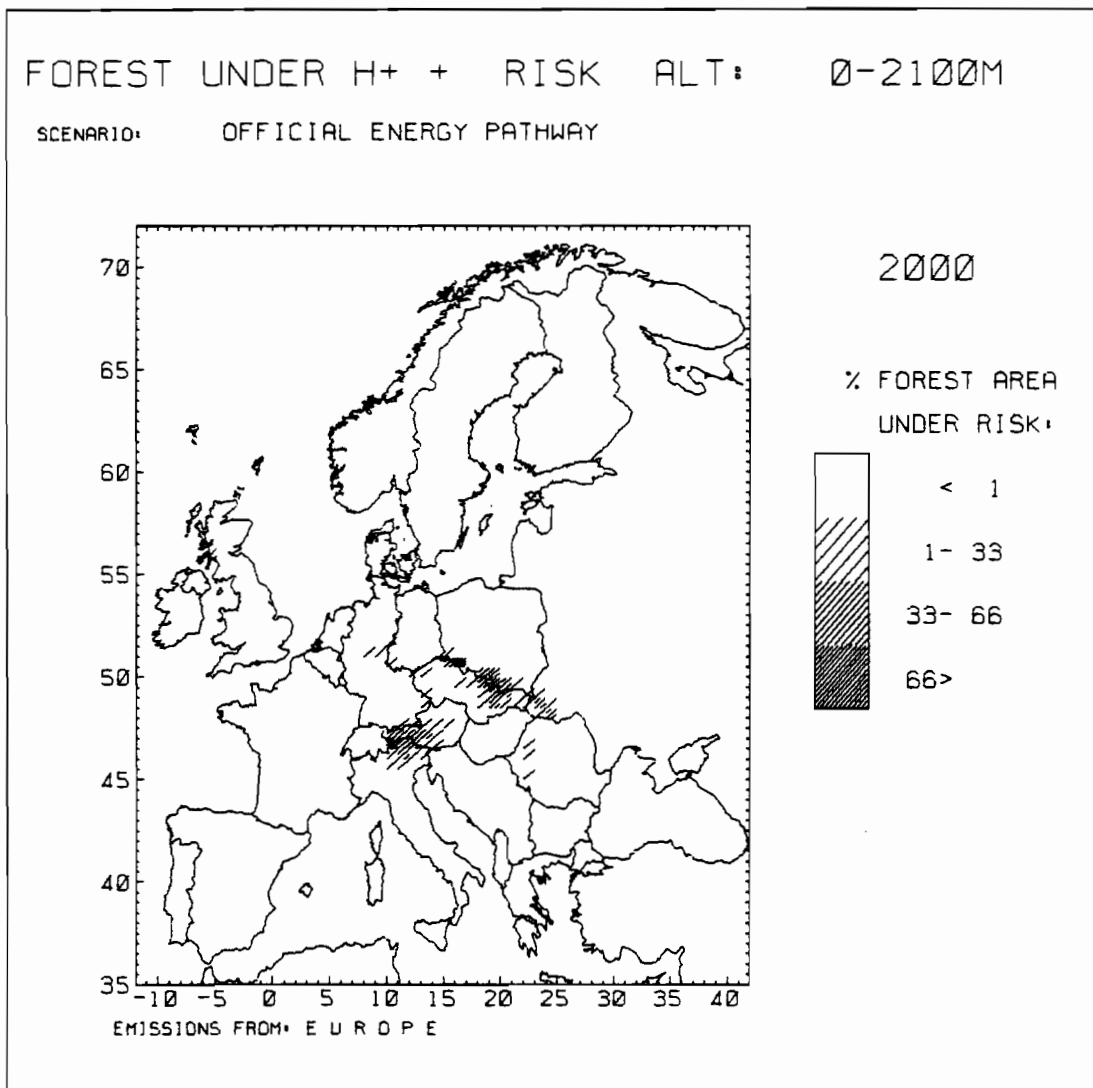 FOREST UNDER H+ + RISK ALT: 0-2100M
SCENARIO: OFFICIAL ENERGY PATHWAY
2000
% FOREST AREA
UNDER RISK:
< 1
1- 33
33- 66
66>
70
65
60
55
50
45
40
35
-10 -5 0 5 10 15 20 25 30 35 40
EMISSIONS FROM: E U R O P E